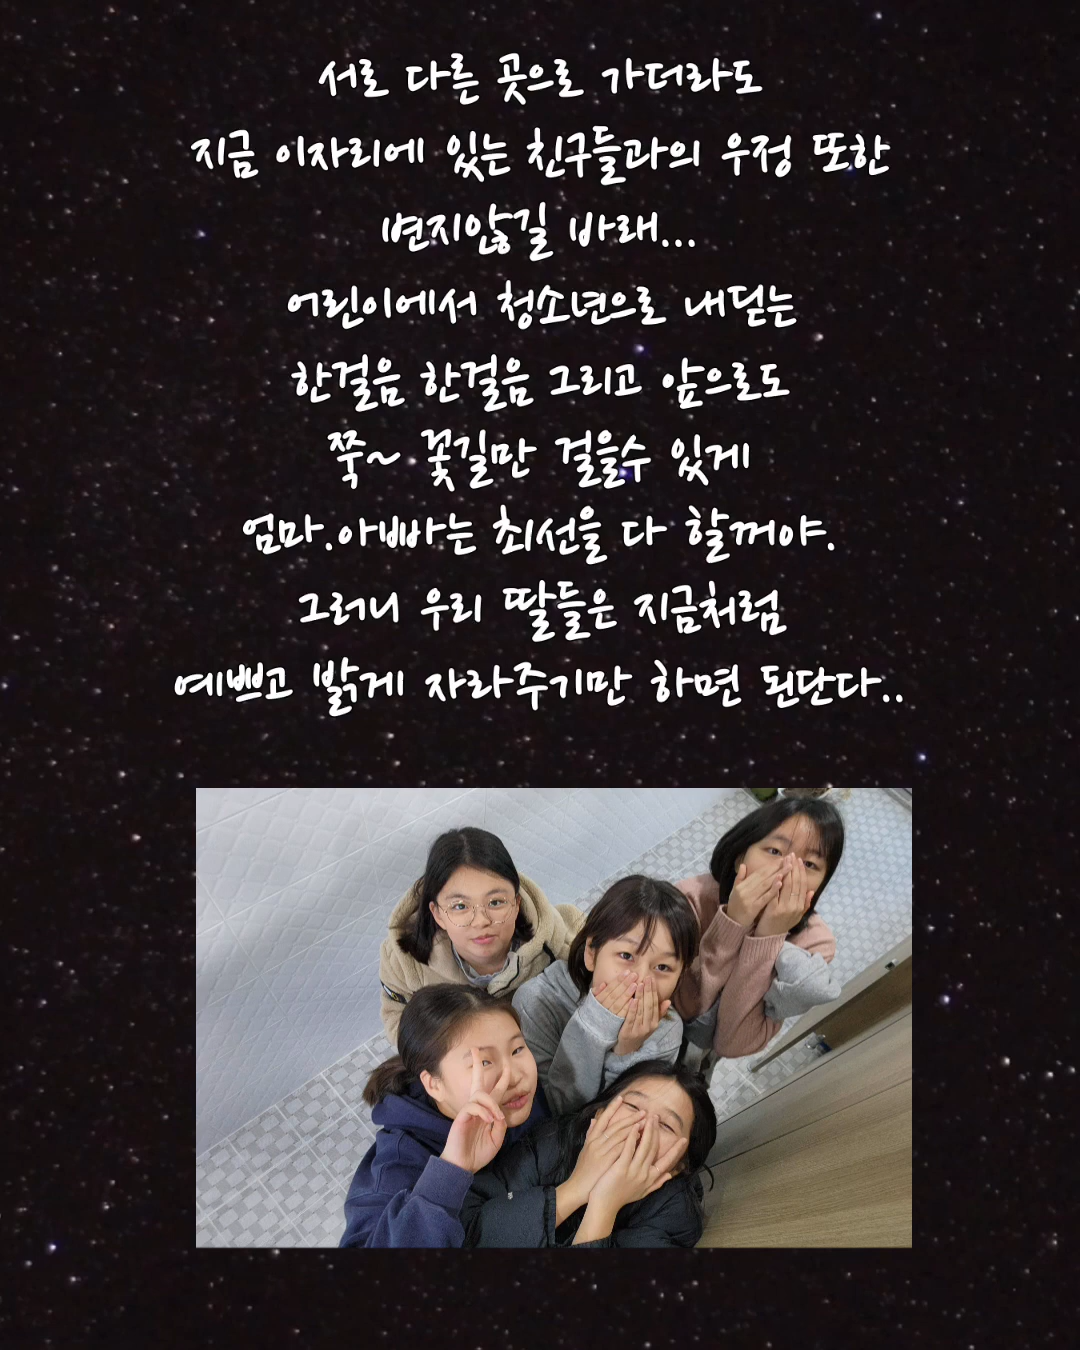 서로 다른 곳으로 가더라도
지금 이자리에 있는 친구들과의 우정 또한
변지않길 바래...
어린이에서 청소년으로 내딛는
한걸음 한걸음 그리고 앞으로도
쭉~ 꽃길만 걸을수 있게
엄마.아빠는 최선을 다 할꺼야.
그러니 우리 딸들은 지금처럼
예쁘고 밝게 자라주기만 하면 된단다..